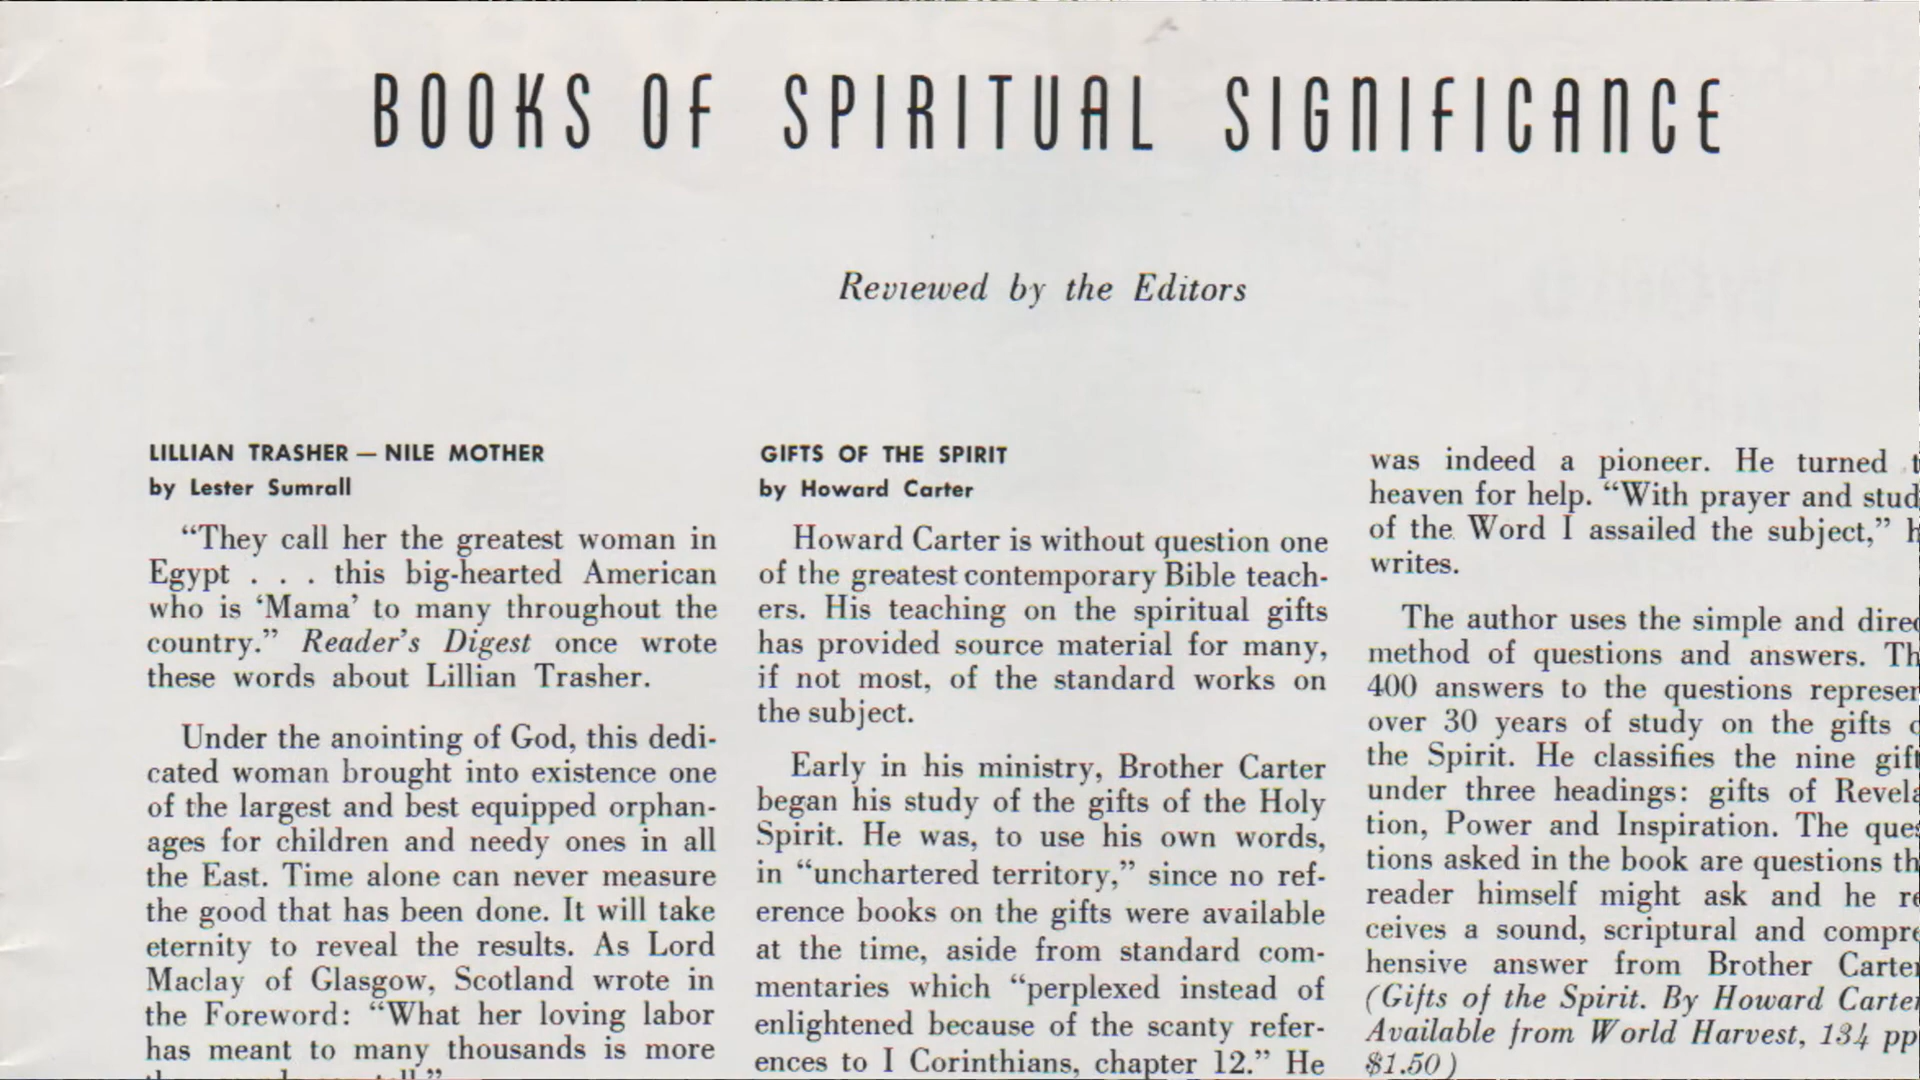 BOOKS OF SPIRITUAL SIGNIFICANCE
Reviewed by the Editors
LILLIAN TRASHER — NILE MOTHER
by Lester Sumrall
“They call her the greatest woman in
Egypt . . . this big-hearted American
who is ‘Mama’ to many throughout the
country.” Reader’s Digest once wrote
these words about Lillian Trasher.
Under the anointing of God, this dedi-
cated woman brought into existence one
of the largest and best equipped orphan-
ages for children and needy ones in all
the East. Time alone can never measure
the good that has been done. It will take
eternity to reveal the results. As Lord
Maclay of Glasgow, Scotland wrote in
the Foreword: “What her loving labor
has meant to many thousands is more
GIFTS OF THE SPIRIT
by Howard Carter
Howard Carter is without question one
of the greatest contemporary Bible teach-
ers. His teaching on the spiritual gifts
has provided source material for many,
if not most, of the standard works on
the subject.
Early in his ministry, Brother Carter
began his study of the gifts of the Holy
Spirit. He was, to use his own words,
in “unchartered territory,” since no ref-
erence books on the gifts were available
at the time, aside from standard com-
mentaries which “perplexed instead of
enlightened because of the scanty refer-
ences to I Corinthians, chapter 12.” He
was indeed a pioneer. He turned
heaven for help. “With prayer and stud
of the Word I assailed the subject,”
writes.
The author uses the simple and direc
method of questions and answers. Th
400 answers to the questions represen
over 30 years of study on the gifts
the Spirit. He classifies the nine gift
under three headings: gifts of Revela
tion, Power and Inspiration. The ques
tions asked in the book are questions th
reader himself might ask and he re
ceives a sound, scriptural and compre
hensive answer from Brother Carter
(Gifts of the Spirit. By Howard Carter
Available from World Harvest, 134 pp
$1.50)